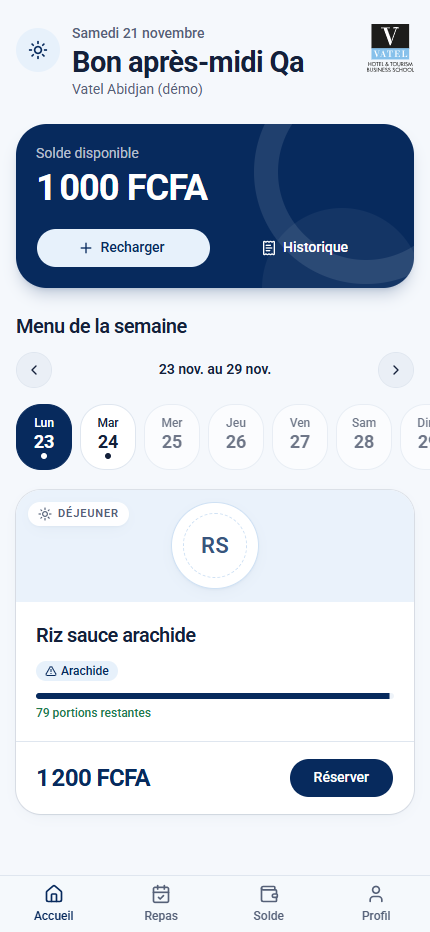 Samedi 21 novembre
Bon après-midi Qa
Vatel Abidjan (démo)
V
VATEL
HOTEL & TOURISM
BUSINESS SCHOOL
Solde disponible
1 000 FCFA
Recharger
Historique
Menu de la semaine
23 nov. au 29 nov.
Lun Mar Mer Jeu Ven Sam
23 24 25 26 27 28
DÉJEUNER
RS
Riz sauce arachide
Arachide
79 portions restantes
1 200 FCFA
Réserver
Accueil Repas Solde Profil